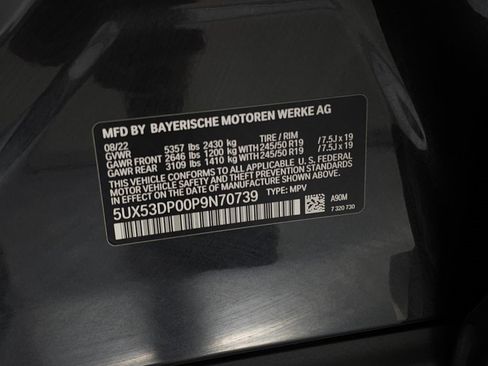 MFD BY BAYERISCHE MOTOREN WERKE AG
08/22 TIRE / RIM
GVWR 5357 lbs 2430 kg
GAWR FRONT 2646 lbs 1200 kg WITH 245/50 R19 /7.5J x 19
GAWR REAR 3109 lbs 1410 kg WITH 245/50 R19 /7.5J x 19
THIS VEHICLE CONFORMS TO ALL APPLICABLE U.S. FEDERAL
MOTOR VEHICLE SAFETY STANDARDS IN EFFECT ON THE DATE
OF MANUFACTURE SHOWN ABOVE.
5UX53DP00P9N70739 TYPE: MPV
A90M
7 320 730